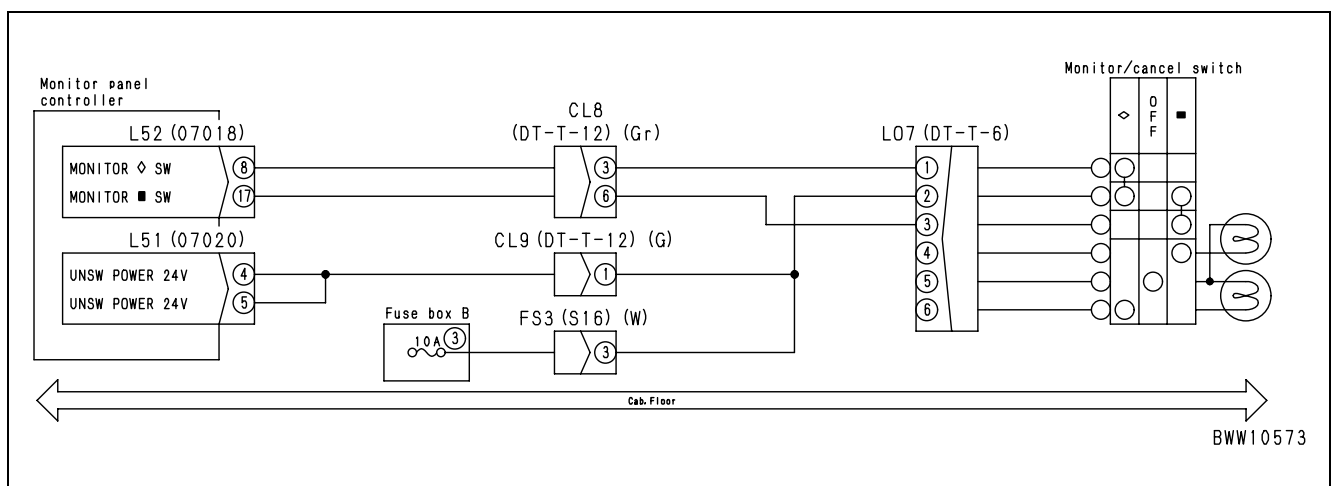 Monitor panel
controller
Monitor/cancel switch
◇
OFF
■
CL8
(DT-T-12)(Gr)
L52(07018)
L07(DT-T-6)
MONITOR ◇ SW
8
3
1
MONITOR ■ SW
17
6
2
3
L51(07020)
CL9(DT-T-12)(G)
4
UNSW POWER 24V
4
1
5
UNSW POWER 24V
5
6
Fuse box B
FS3(S16)(W)
10A
3
3
Cab.Floor
BWW10573